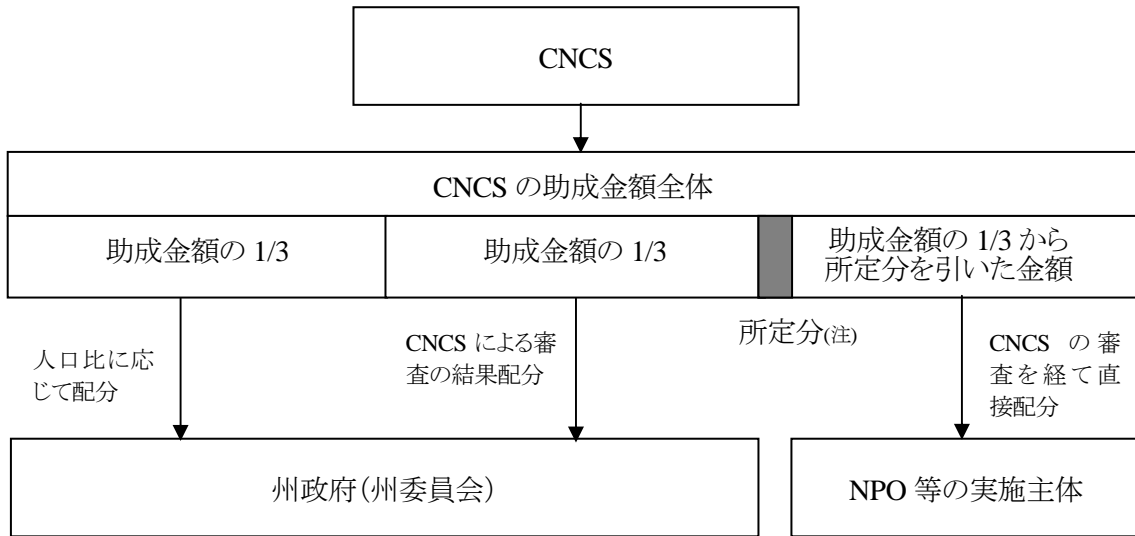 CNCS
CNCS の助成金額全体
助成金額の 1/3
助成金額の 1/3
助成金額の 1/3 から
所定分を引いた金額
人口比に応
じて配分
CNCS による審
査の結果配分
所定分(注)
CNCS の審
査を経て直
接配分
州政府（州委員会）
NPO 等の実施主体